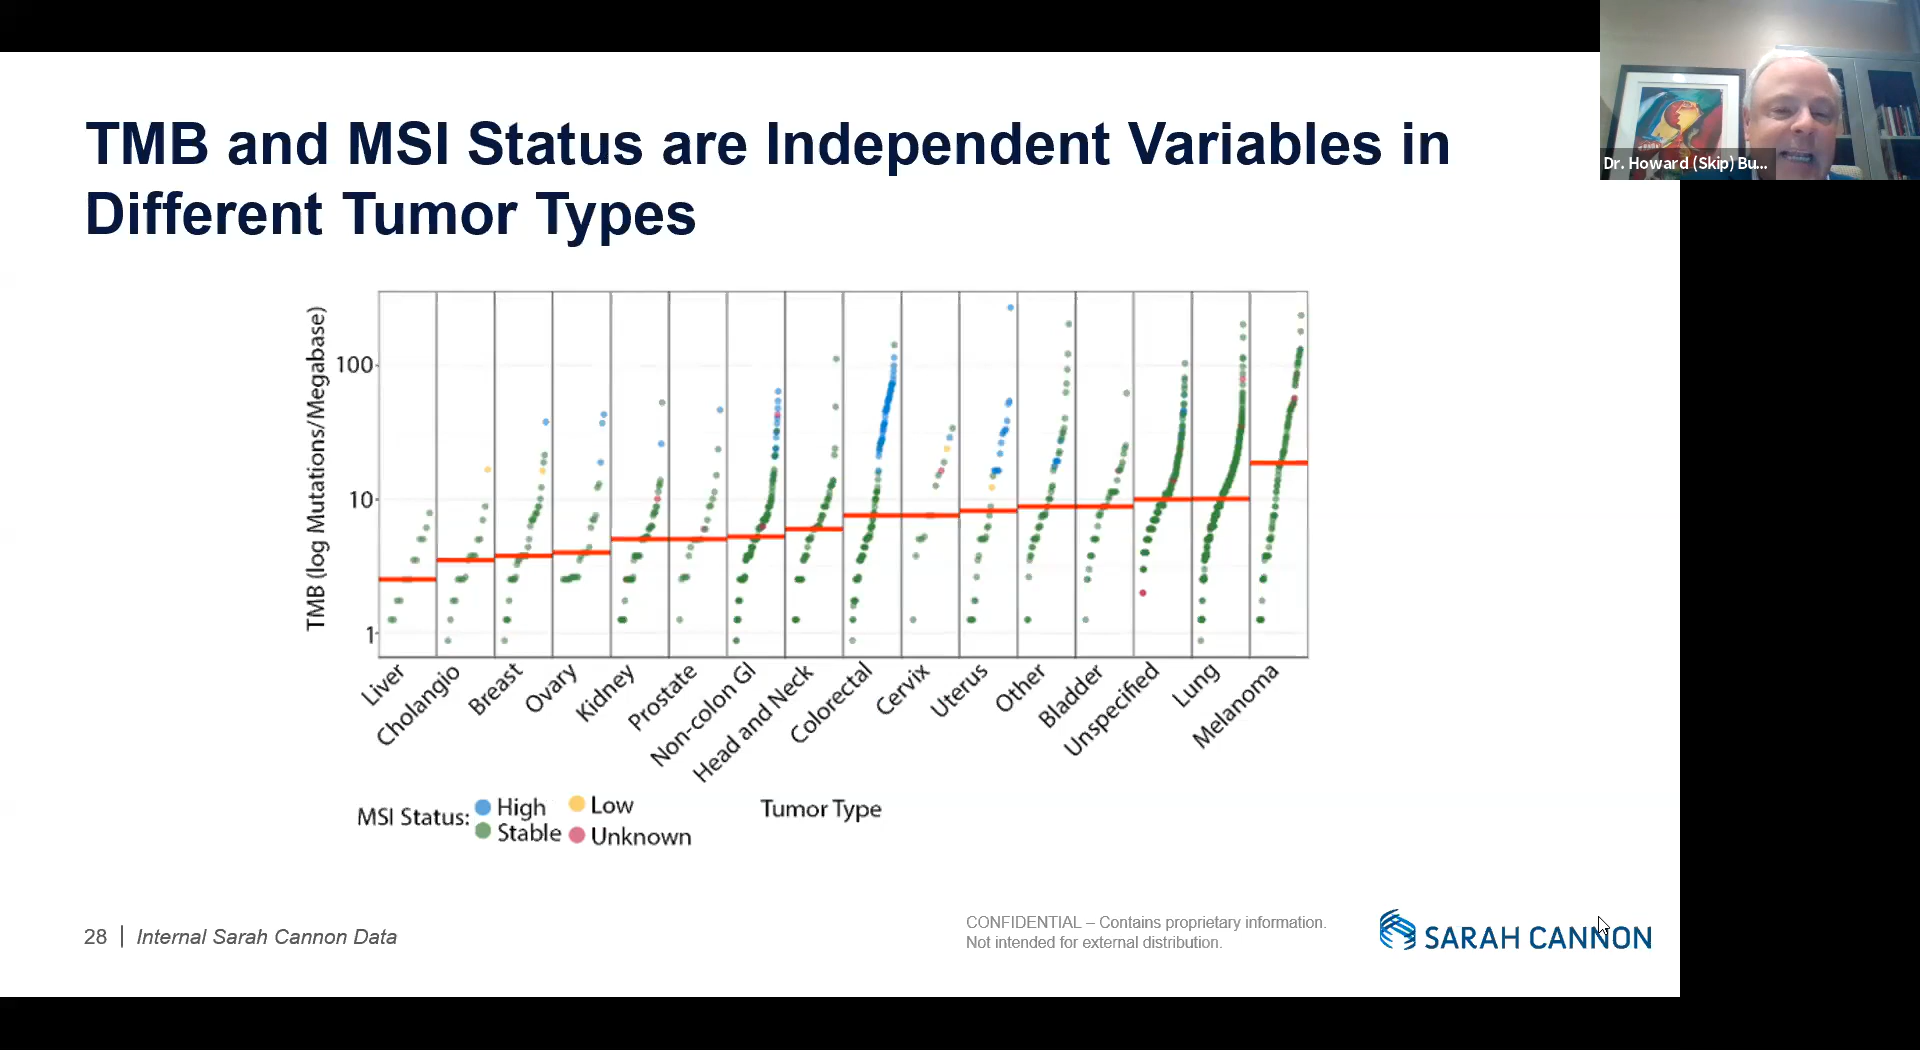 Dr. Howard (Skip) Bu...
TMB and MSI Status are Independent Variables in
Different Tumor Types
TMB (log Mutations/Megabase)
100
10
1
Liver
Cholangio
Breast
Ovary
Kidney
Prostate
Non-colon GI
Head and Neck
Colorectal
Cervix
Uterus
Other
Bladder
Unspecified
Lung
Melanoma
MSI Status:
High
Low
Stable
Unknown
Tumor Type
28 | Internal Sarah Cannon Data
CONFIDENTIAL – Contains proprietary information.
Not intended for external distribution.
SARAH CANNON